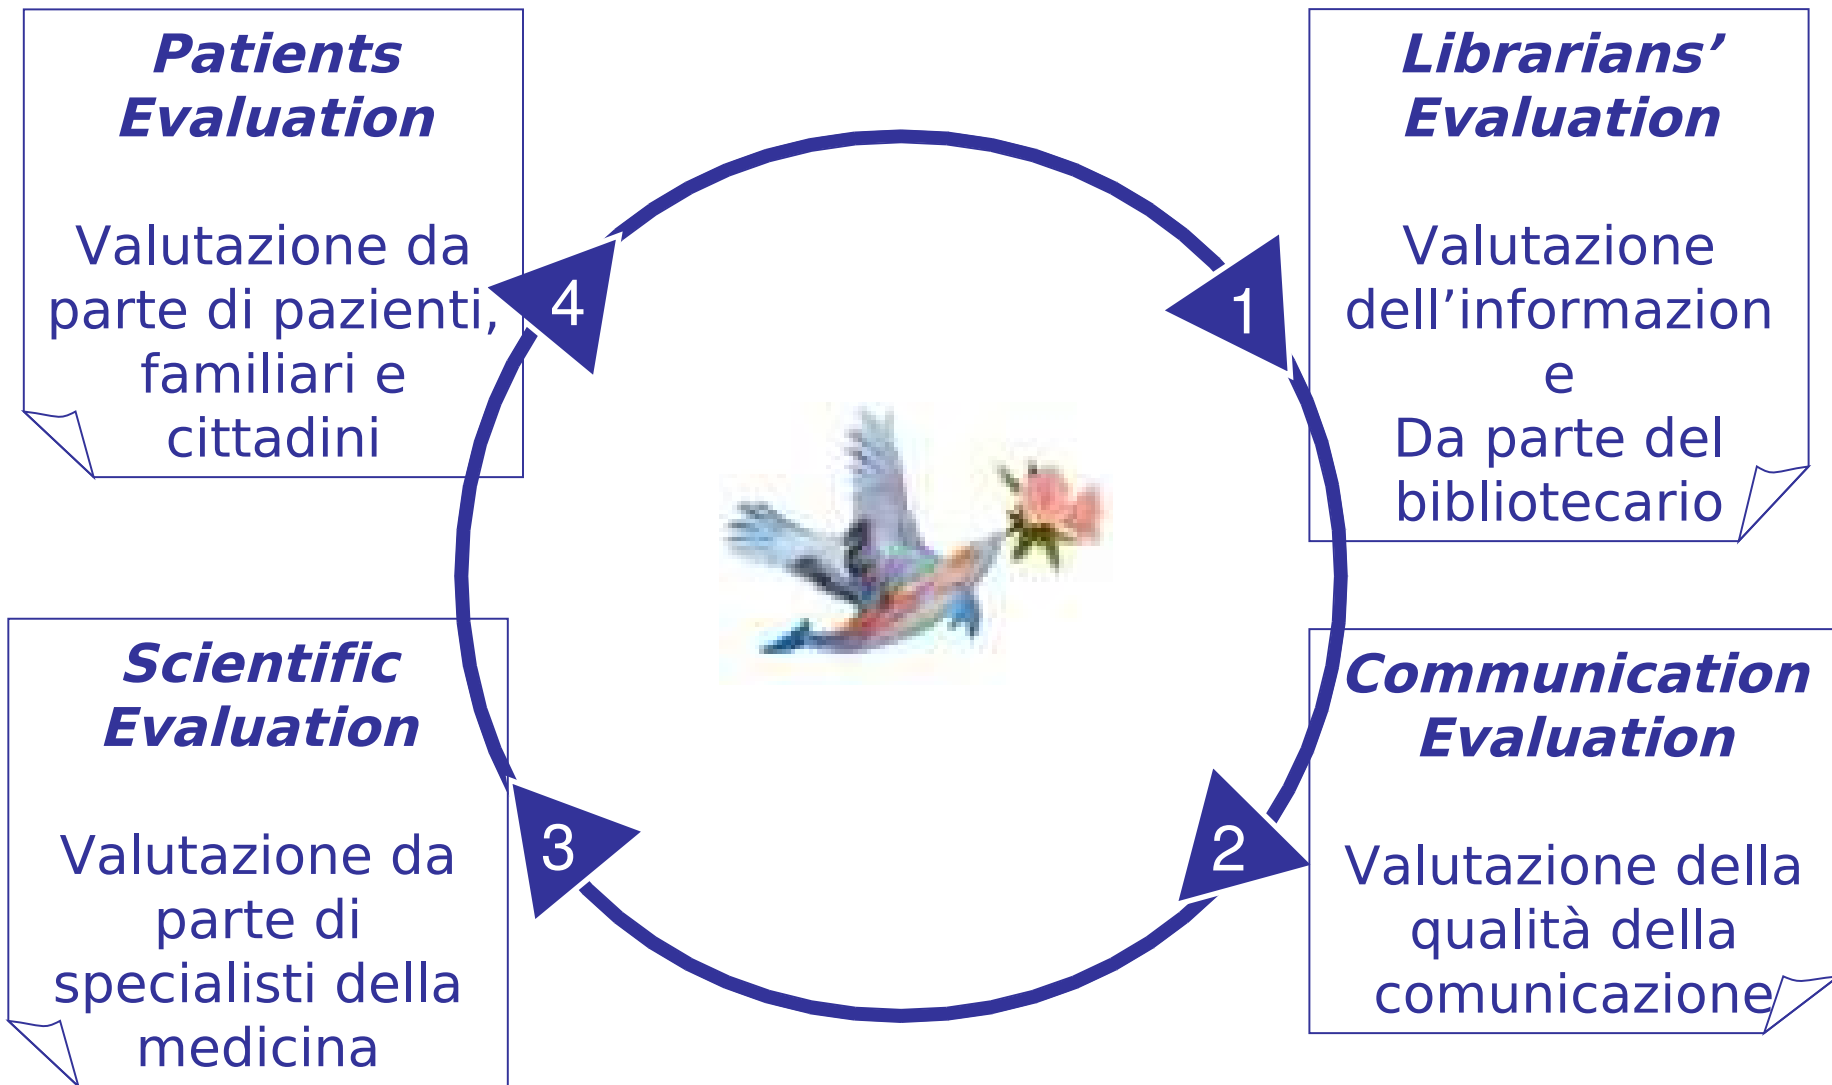 Patients
Evaluation
Valutazione da
parte di pazienti,
familiari e
cittadini
4
Librarians’
Evaluation
Valutazione
dell’informazion
e
Da parte del
bibliotecario
1
Scientific
Evaluation
Valutazione da
parte di
specialisti della
medicina
3
Communication
Evaluation
Valutazione della
qualità della
comunicazione
2